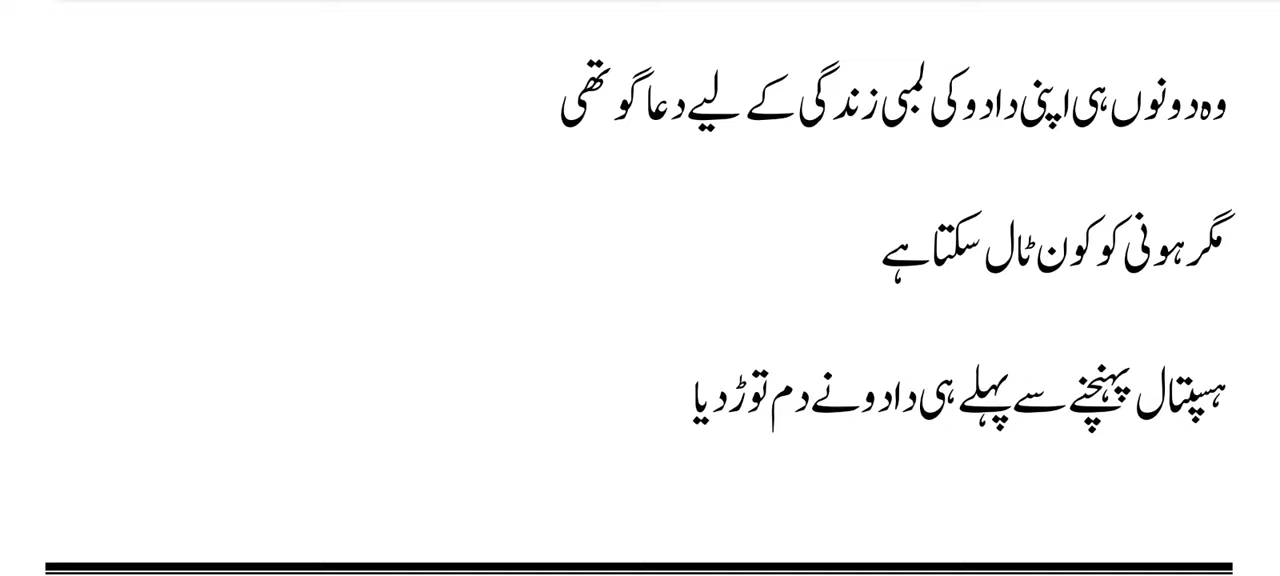 وہ دونوں ہی اپنی دادو کی لمبی زندگی کے لیے دعا گو تھی
مگر ہونی کو کون ٹال سکتا ہے
ہسپتال پہنچنے سے پہلے ہی دادو نے دم توڑ دیا